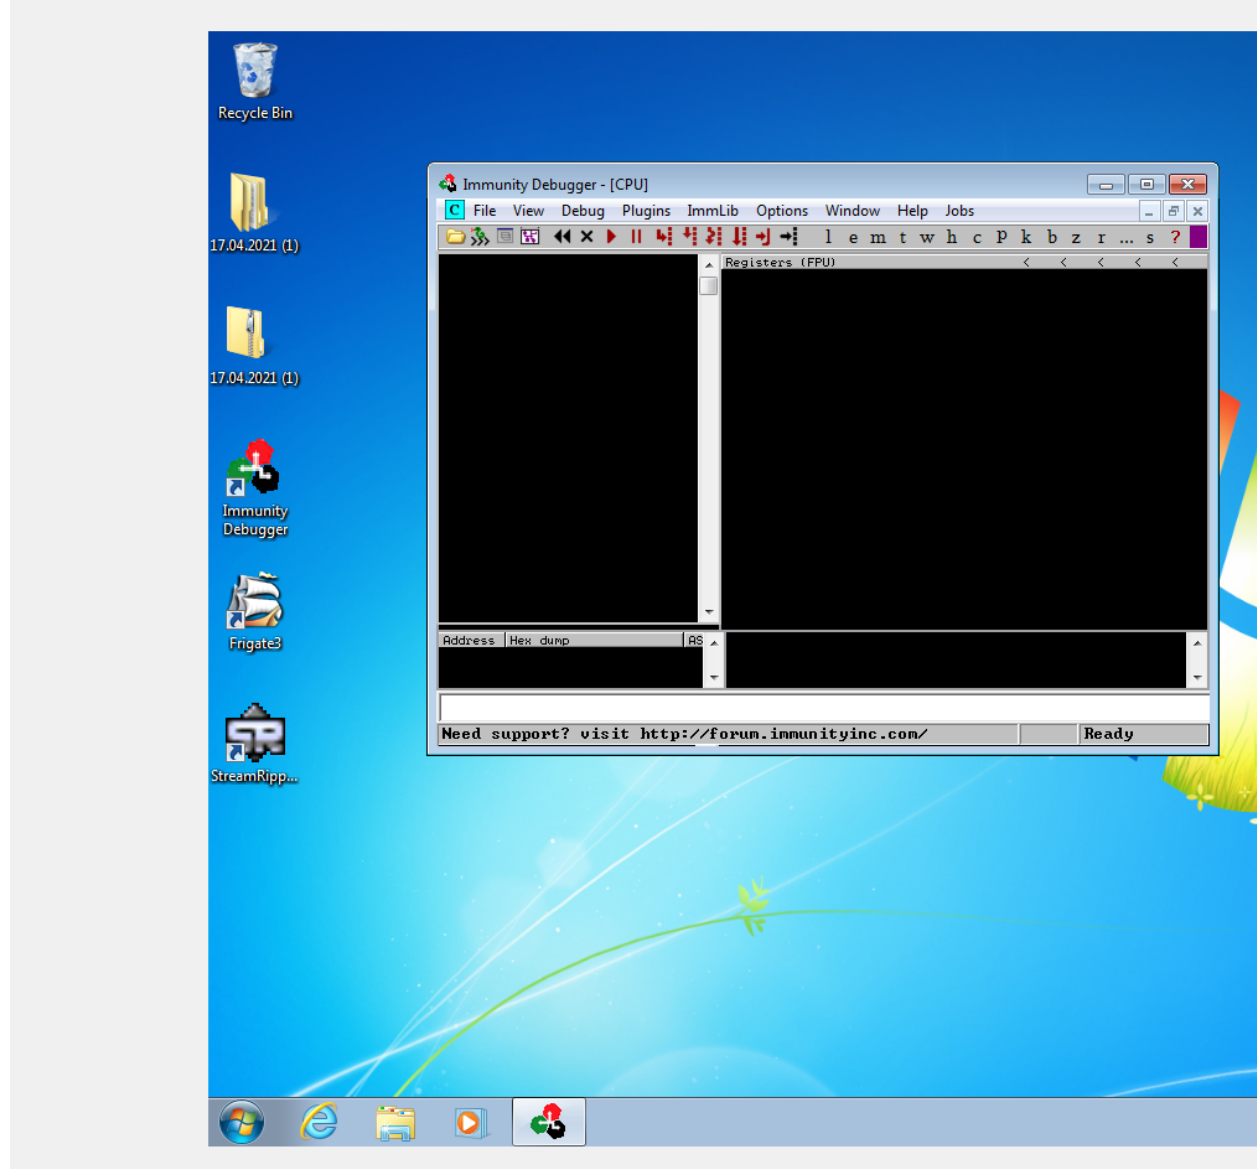 Recycle Bin
17.04.2021 (1)
17.04.2021 (1)
Immunity
Debugger
Frigate3
StreamRipp...
Immunity Debugger - [CPU]
C File View Debug Plugins ImmLib Options Window Help Jobs
l e m t w h c P k b z r ... s ?
Registers (FPU) < < < < <
Address Hex dump AS
Need support? visit http://forum.immunityinc.com/ Ready